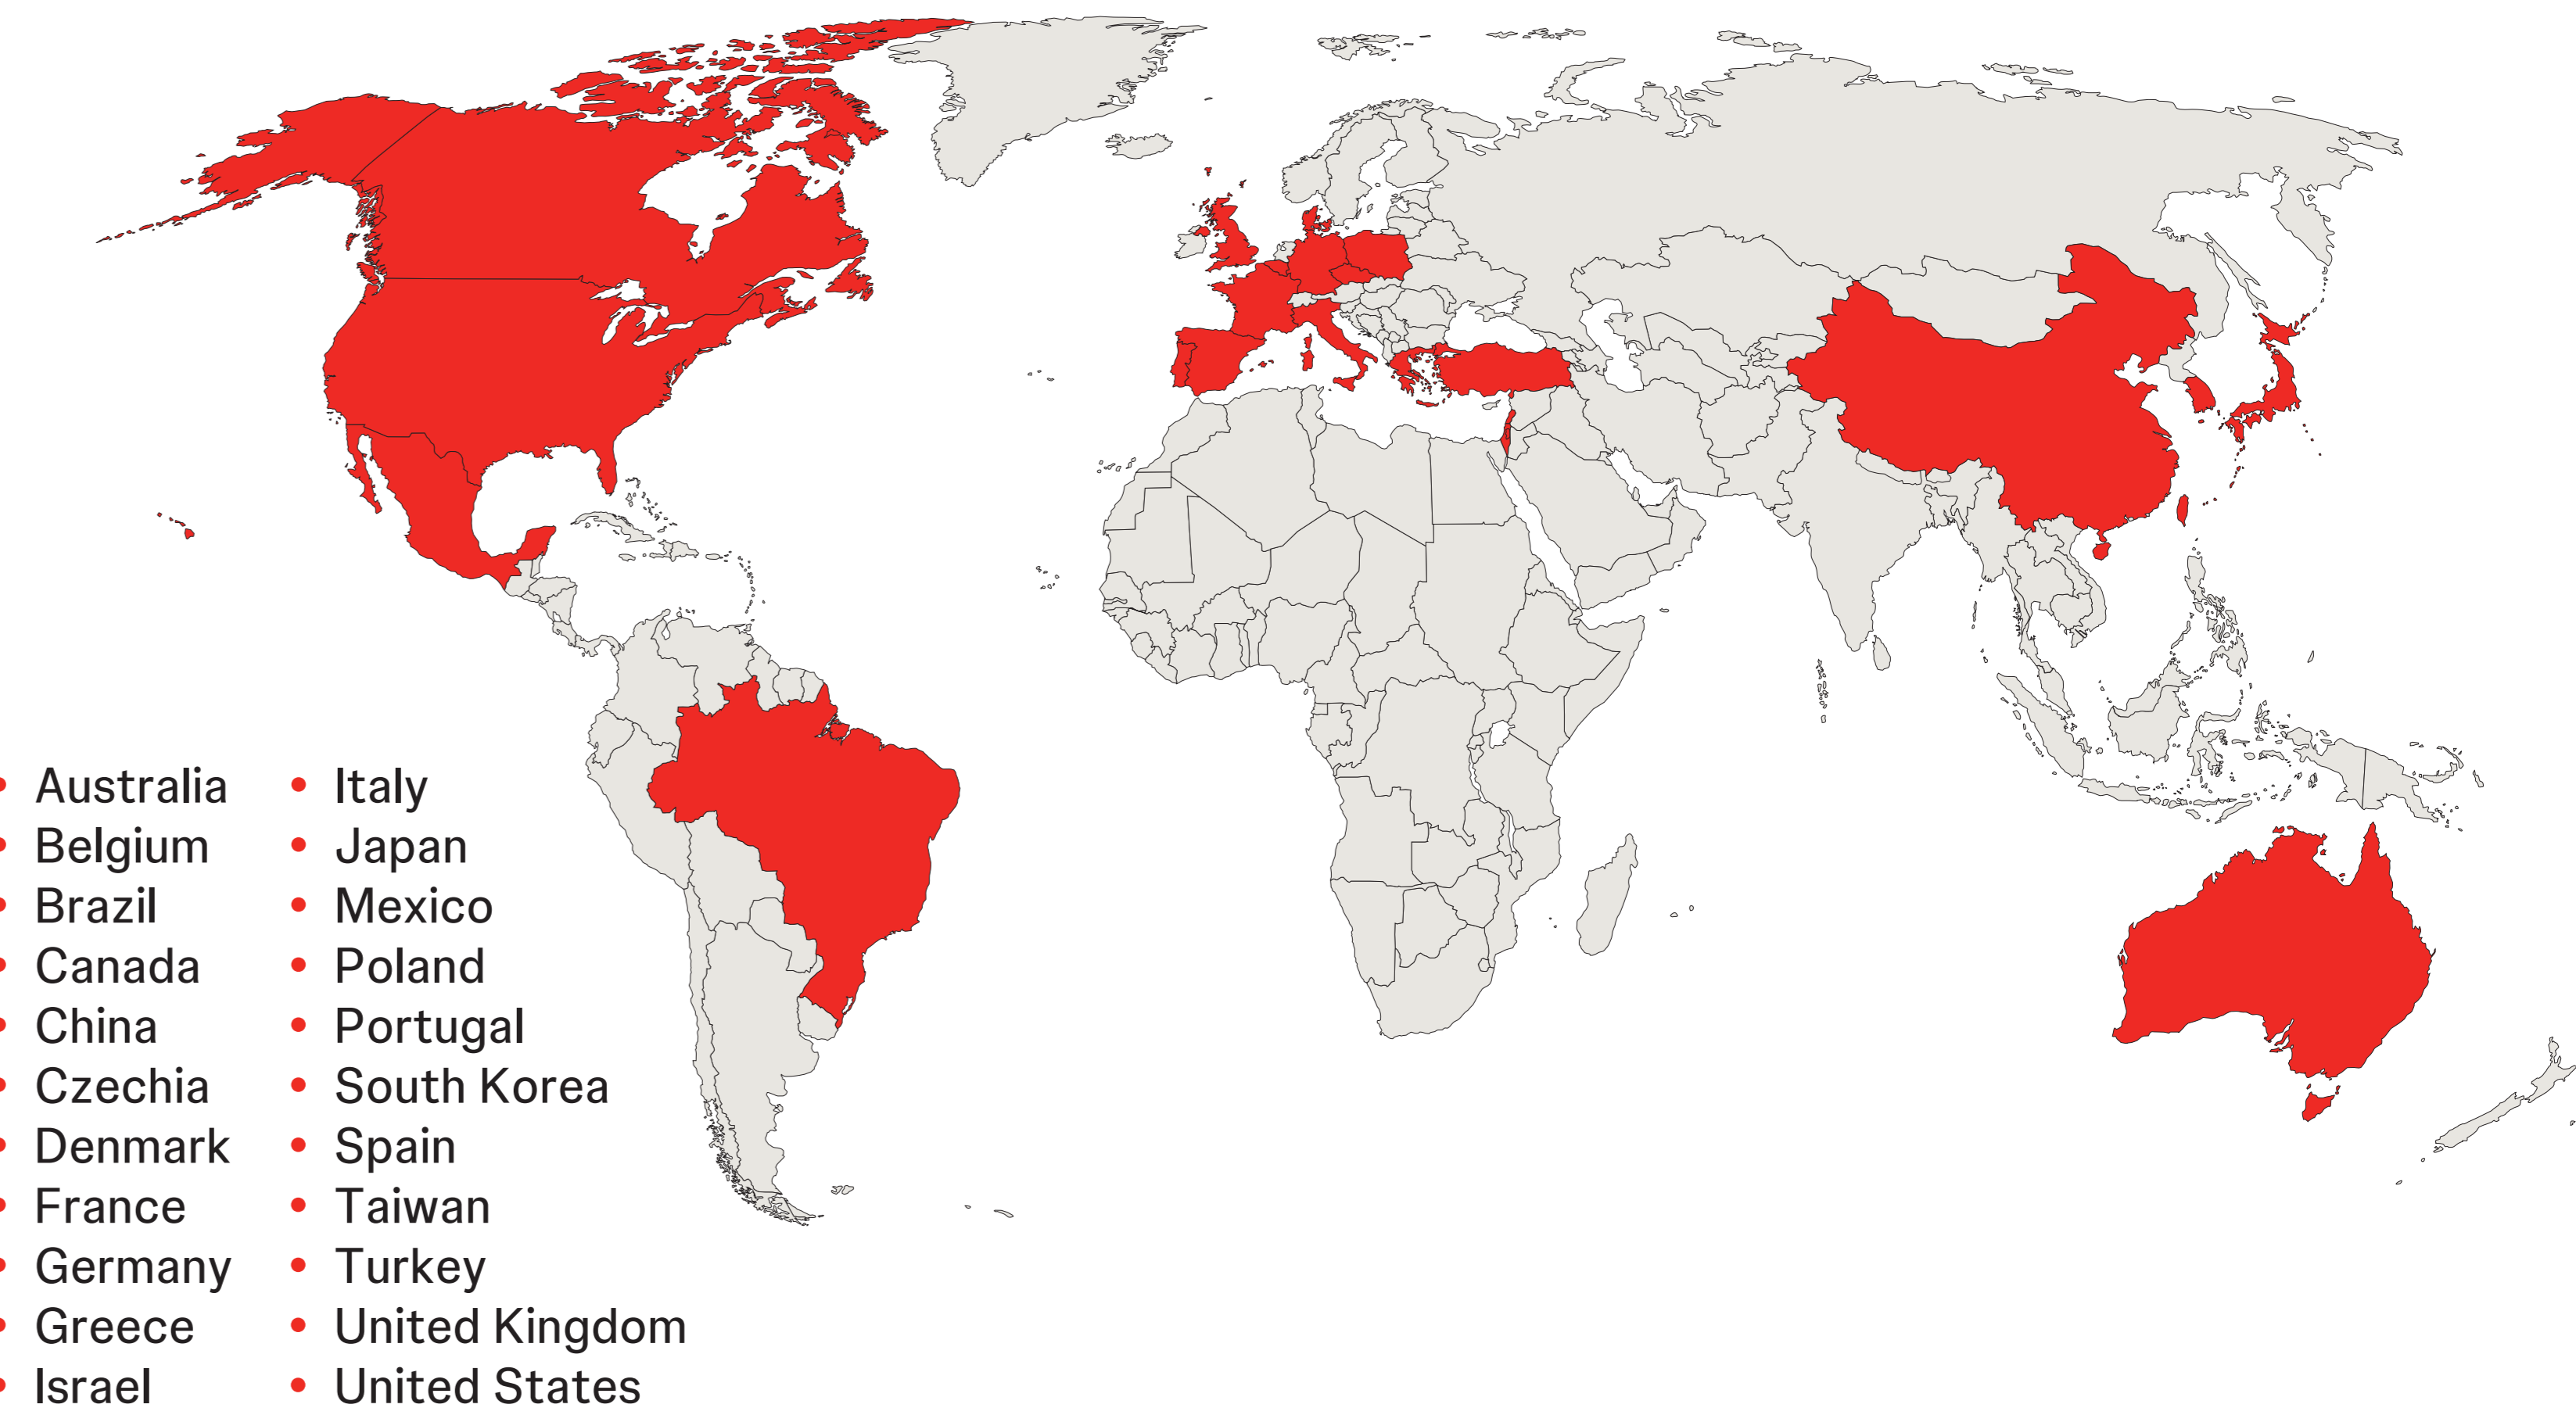 • Australia
• Belgium
• Brazil
• Canada
• China
• Czechia
• Denmark
• France
• Germany
• Greece
• Israel
• Italy
• Japan
• Mexico
• Poland
• Portugal
• South Korea
• Spain
• Taiwan
• Turkey
• United Kingdom
• United States